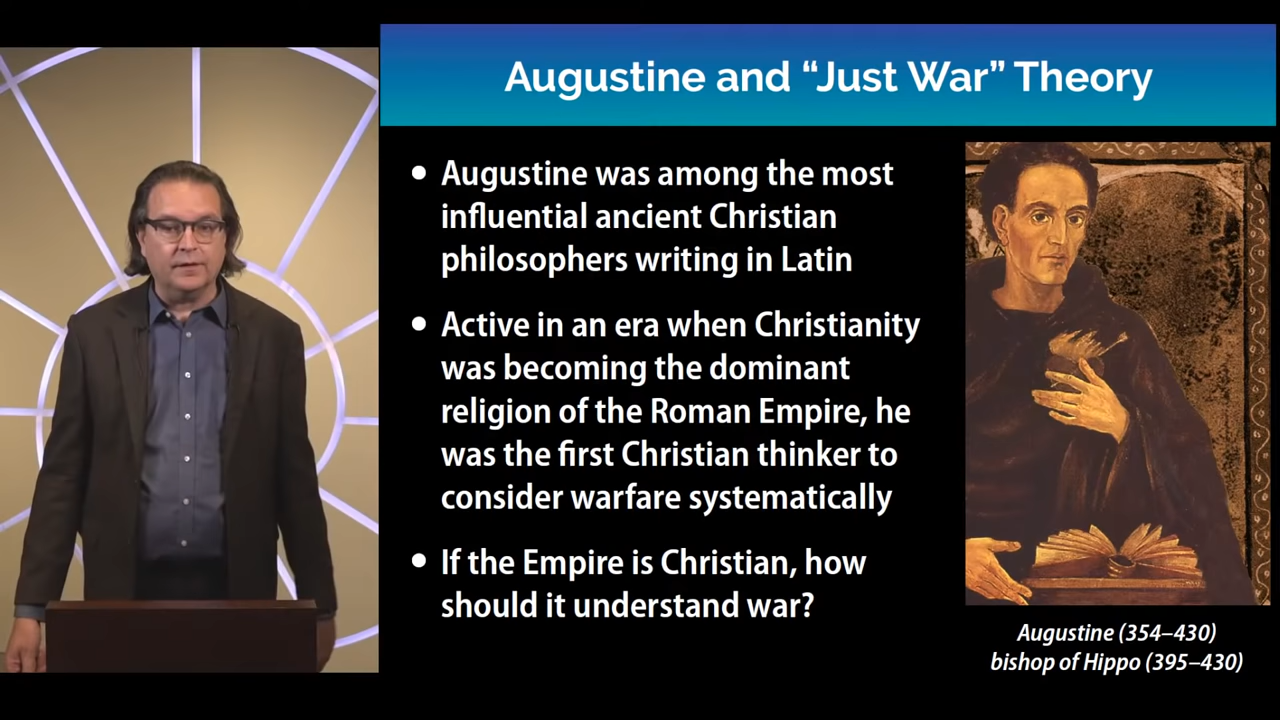 Augustine and “Just War” Theory
• Augustine was among the most
influential ancient Christian
philosophers writing in Latin
• Active in an era when Christianity
was becoming the dominant
religion of the Roman Empire, he
was the first Christian thinker to
consider warfare systematically
• If the Empire is Christian, how
should it understand war?
Augustine (354–430)
bishop of Hippo (395–430)